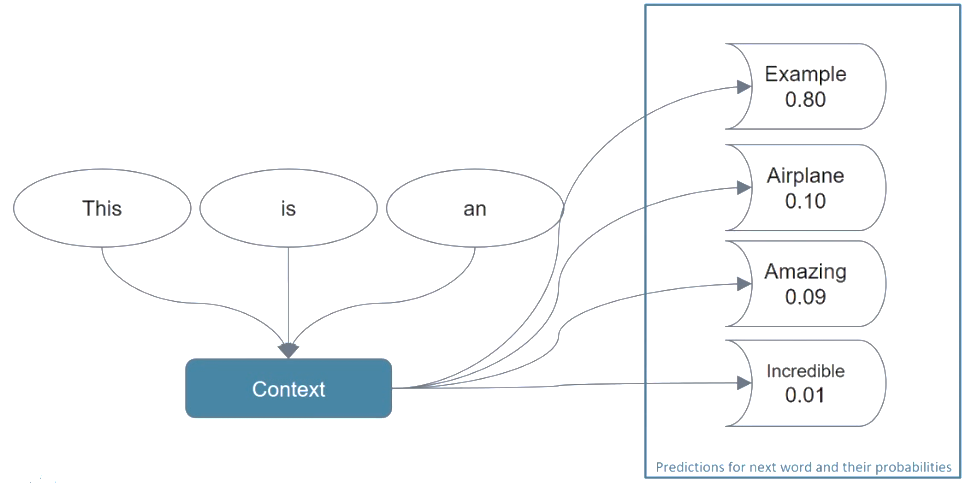 This
is
an
Context
Example
0.80
Airplane
0.10
Amazing
0.09
Incredible
0.01
Predictions for next word and their probabilities